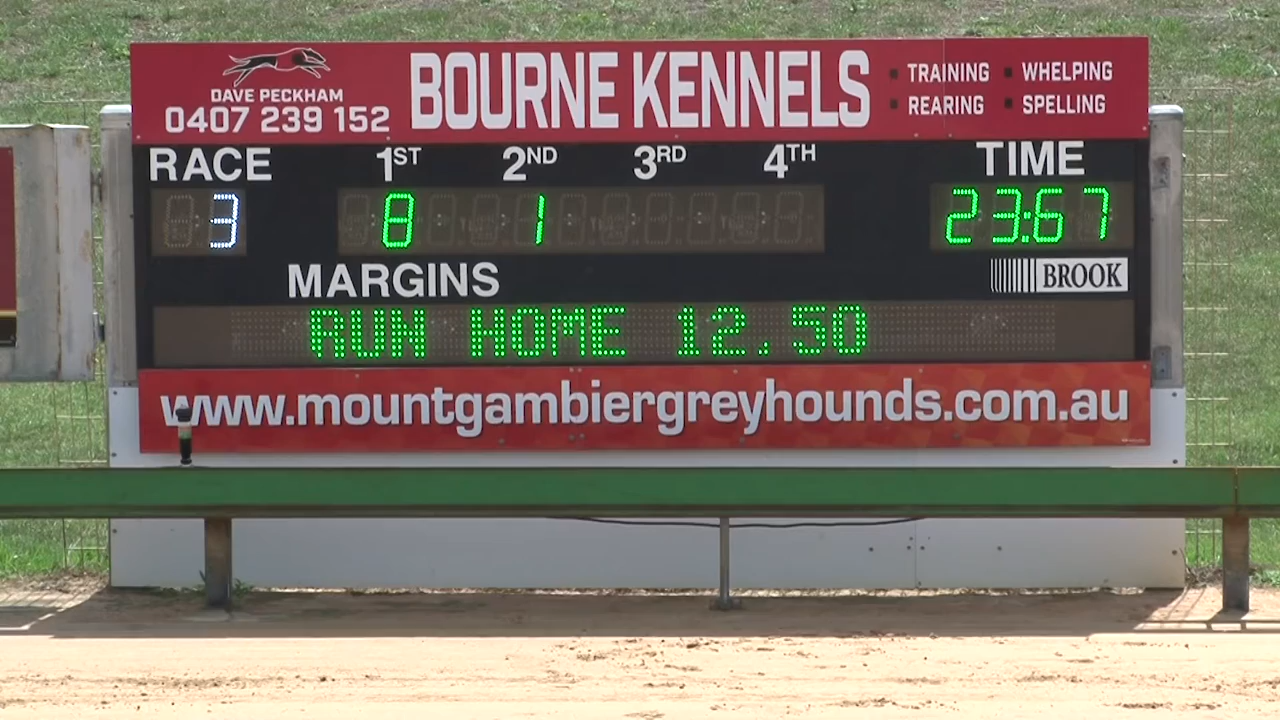 DAVE PECKHAM
0407 239 152
BOURNE KENNELS
TRAINING WHELPING
REARING SPELLING
RACE 1ST 2ND 3RD 4TH TIME
3 8 1 23:67
MARGINS
BROOK
RUN HOME 12.50
www.mountgambiergreyhounds.com.au